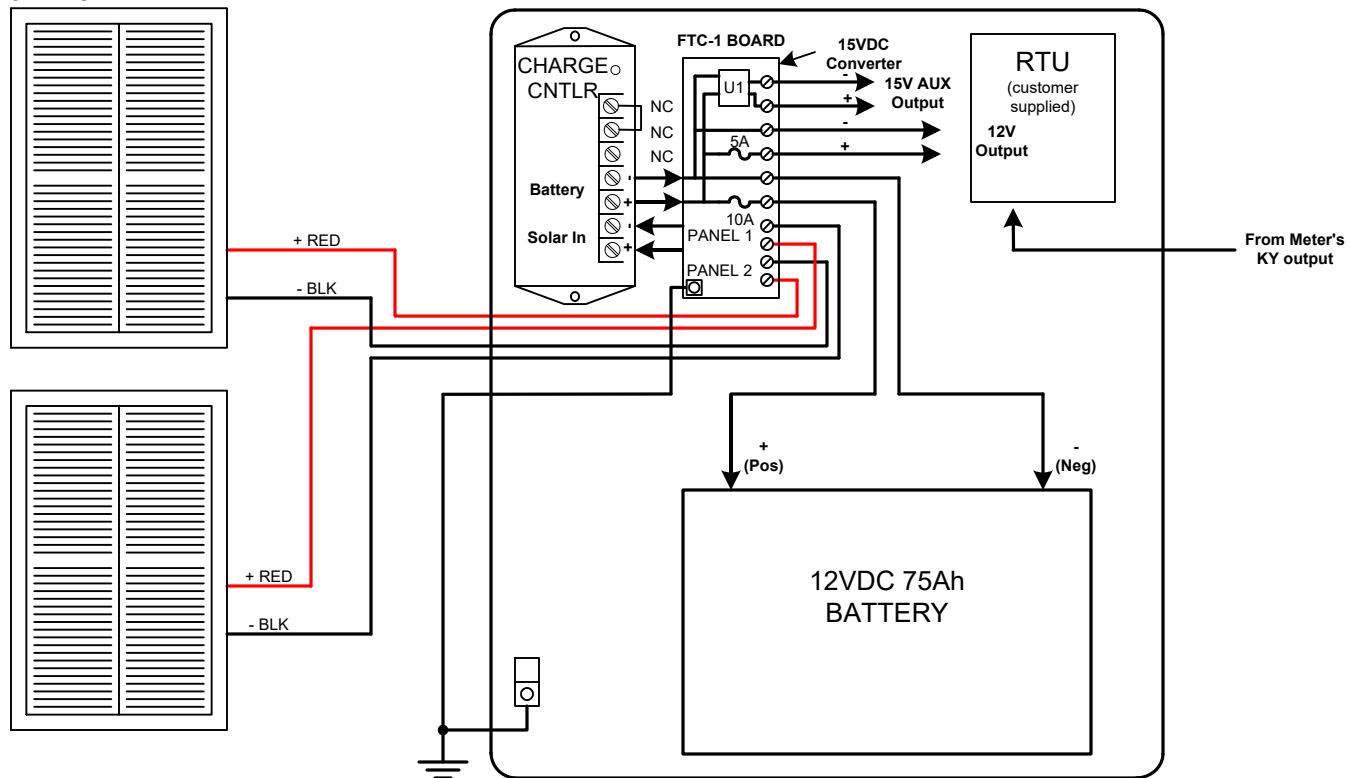 + RED
- BLK
+ RED
- BLK
CHARGE
CNTLR
NC
NC
NC
Battery
-
+
Solar In
-
+
FTC-1 BOARD
15VDC
Converter
U1
-
+
15V AUX
Output
-
+
12V
Output
5A
10A
PANEL 1
PANEL 2
RTU
(customer
supplied)
From Meter's
KY output
+
(Pos)
-
(Neg)
12VDC 75Ah
BATTERY